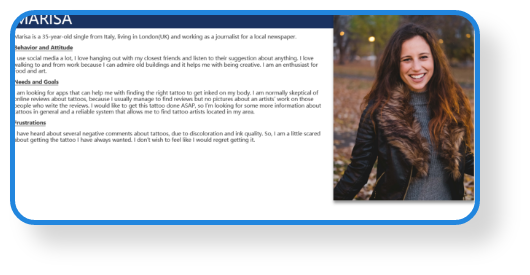 MARISA
Marisa is a 35-year-old single from Italy, living in London(UK) and working as a journalist for a local newspaper.
Behavior and Attitude
I use social media a lot, I love hanging out with my closest friends and listen to their suggestion about anything. I love
walking to and from work because I can admire old buildings and it helps me with being creative. I am an enthusiast for
food and art.
Needs and Goals
I am looking for apps that can help me with finding the right tattoo to get inked on my body. I am normally skeptical of
online reviews about tattoos, because I usually manage to find reviews but no pictures about an artists' work on those
people who write the reviews. I would like to get this tattoo done ASAP, so I'm looking for some more information about
tattoos in general and a reliable system that allows me to find tattoo artists located in my area.
Frustrations
I have heard about several negative comments about tattoos, due to discoloration and ink quality. So, I am a little scared
about getting the tattoo I have always wanted. I don't wish to feel like I would regret getting it.